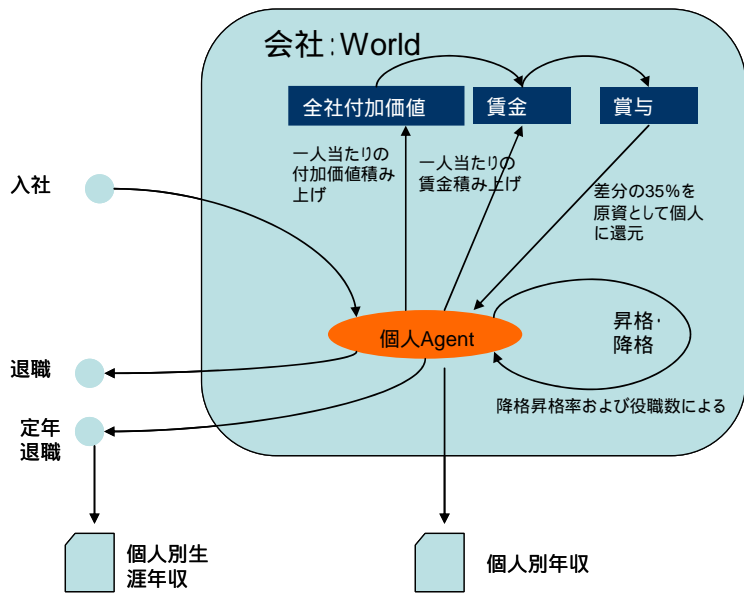 会社：World
全社付加価値
賃金
賞与
一人当たりの
付加価値積み
上げ
一人当たりの
賃金積み上げ
差分の35％を
原資として個人
に還元
入社
個人Agent
昇格・
降格
降格昇格率および役職数による
退職
定年
退職
個人別生
涯年収
個人別年収